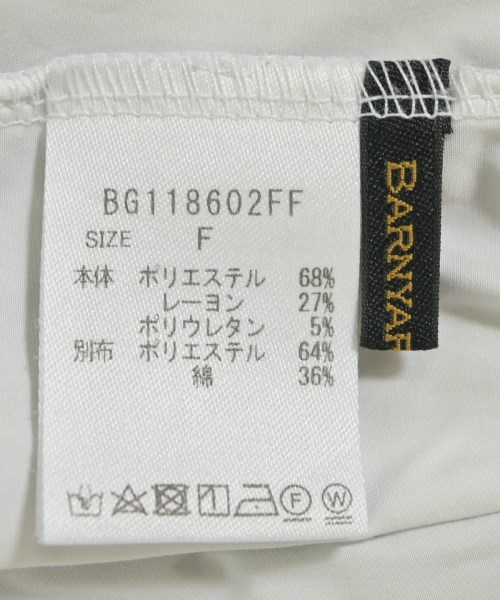 BG118602FF
SIZE F
本体 ポリエステル 68%
レーヨン 27%
ポリウレタン 5%
別布 ポリエステル 64%
綿 36%
F W